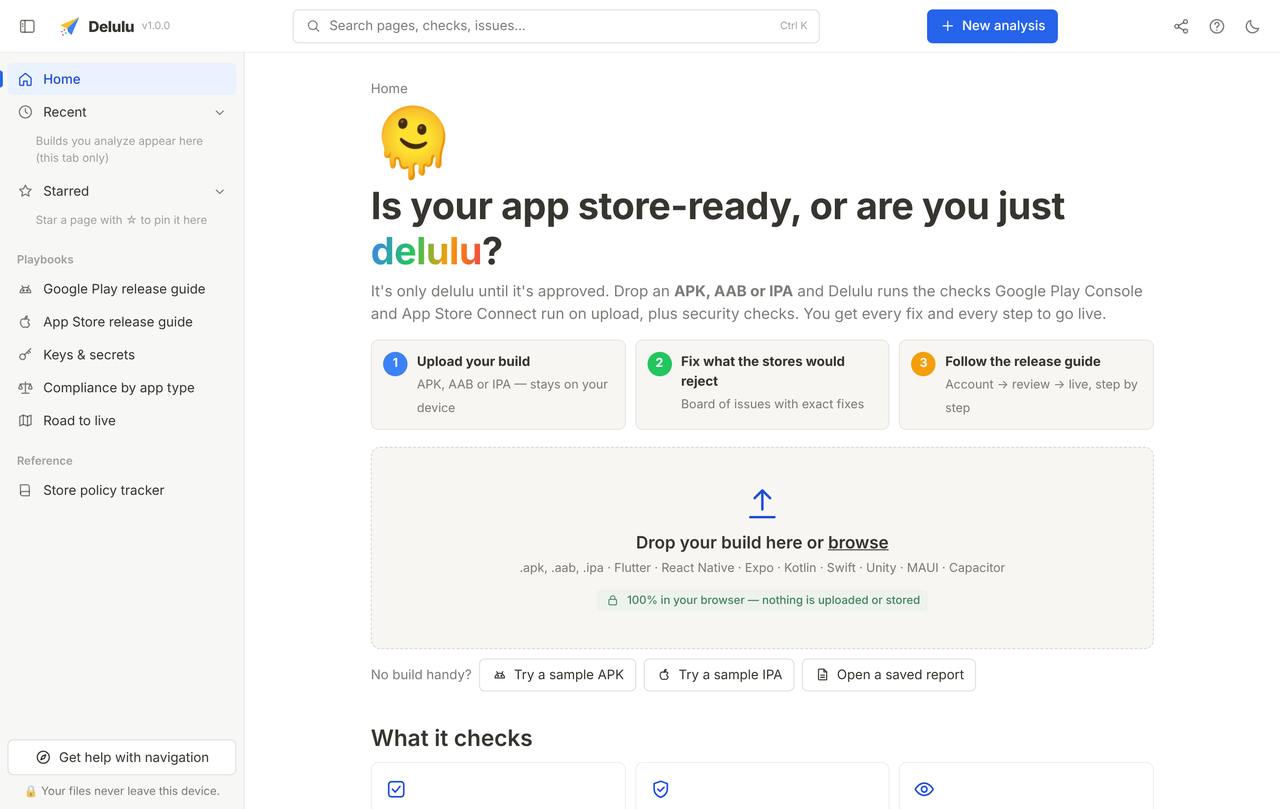 Delulu v1.0.0
Search pages, checks, issues... Ctrl K
New analysis
Home
Recent
Builds you analyze appear here
(this tab only)
Starred
Star a page with ☆ to pin it here
Playbooks
Google Play release guide
App Store release guide
Keys & secrets
Compliance by app type
Road to live
Reference
Store policy tracker
Get help with navigation
🔒 Your files never leave this device.
Home
Is your app store-ready, or are you just
delulu?
It's only delulu until it's approved. Drop an APK, AAB or IPA and Delulu runs the checks Google Play Console
and App Store Connect run on upload, plus security checks. You get every fix and every step to go live.
1 Upload your build
APK, AAB or IPA — stays on your
device
2 Fix what the stores would
reject
Board of issues with exact fixes
3 Follow the release guide
Account → review → live, step by
step
Drop your build here or browse
.apk, .aab, .ipa · Flutter · React Native · Expo · Kotlin · Swift · Unity · MAUI · Capacitor
100% in your browser — nothing is uploaded or stored
No build handy? Try a sample APK Try a sample IPA Open a saved report
What it checks